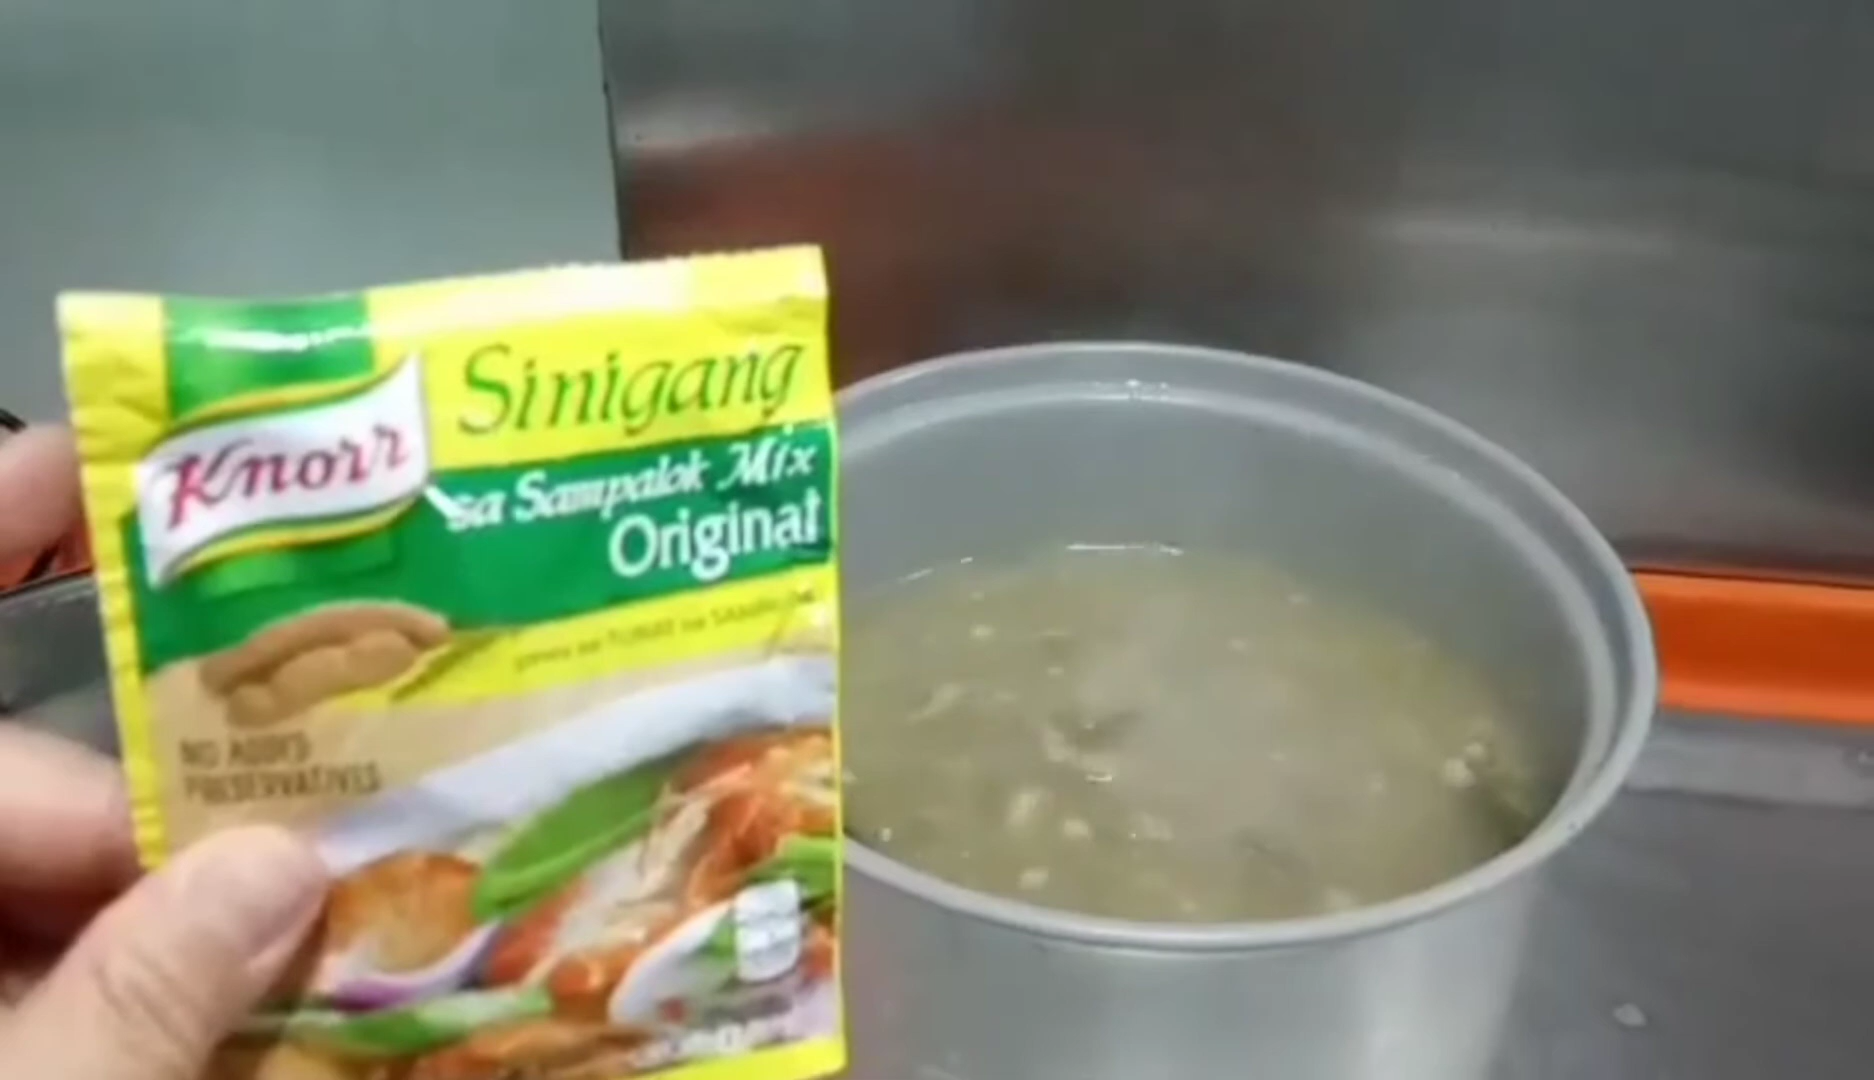 Knorr
Sinigang
sa Sampalok Mix
Original
NO ADDED
PRESERVATIVES